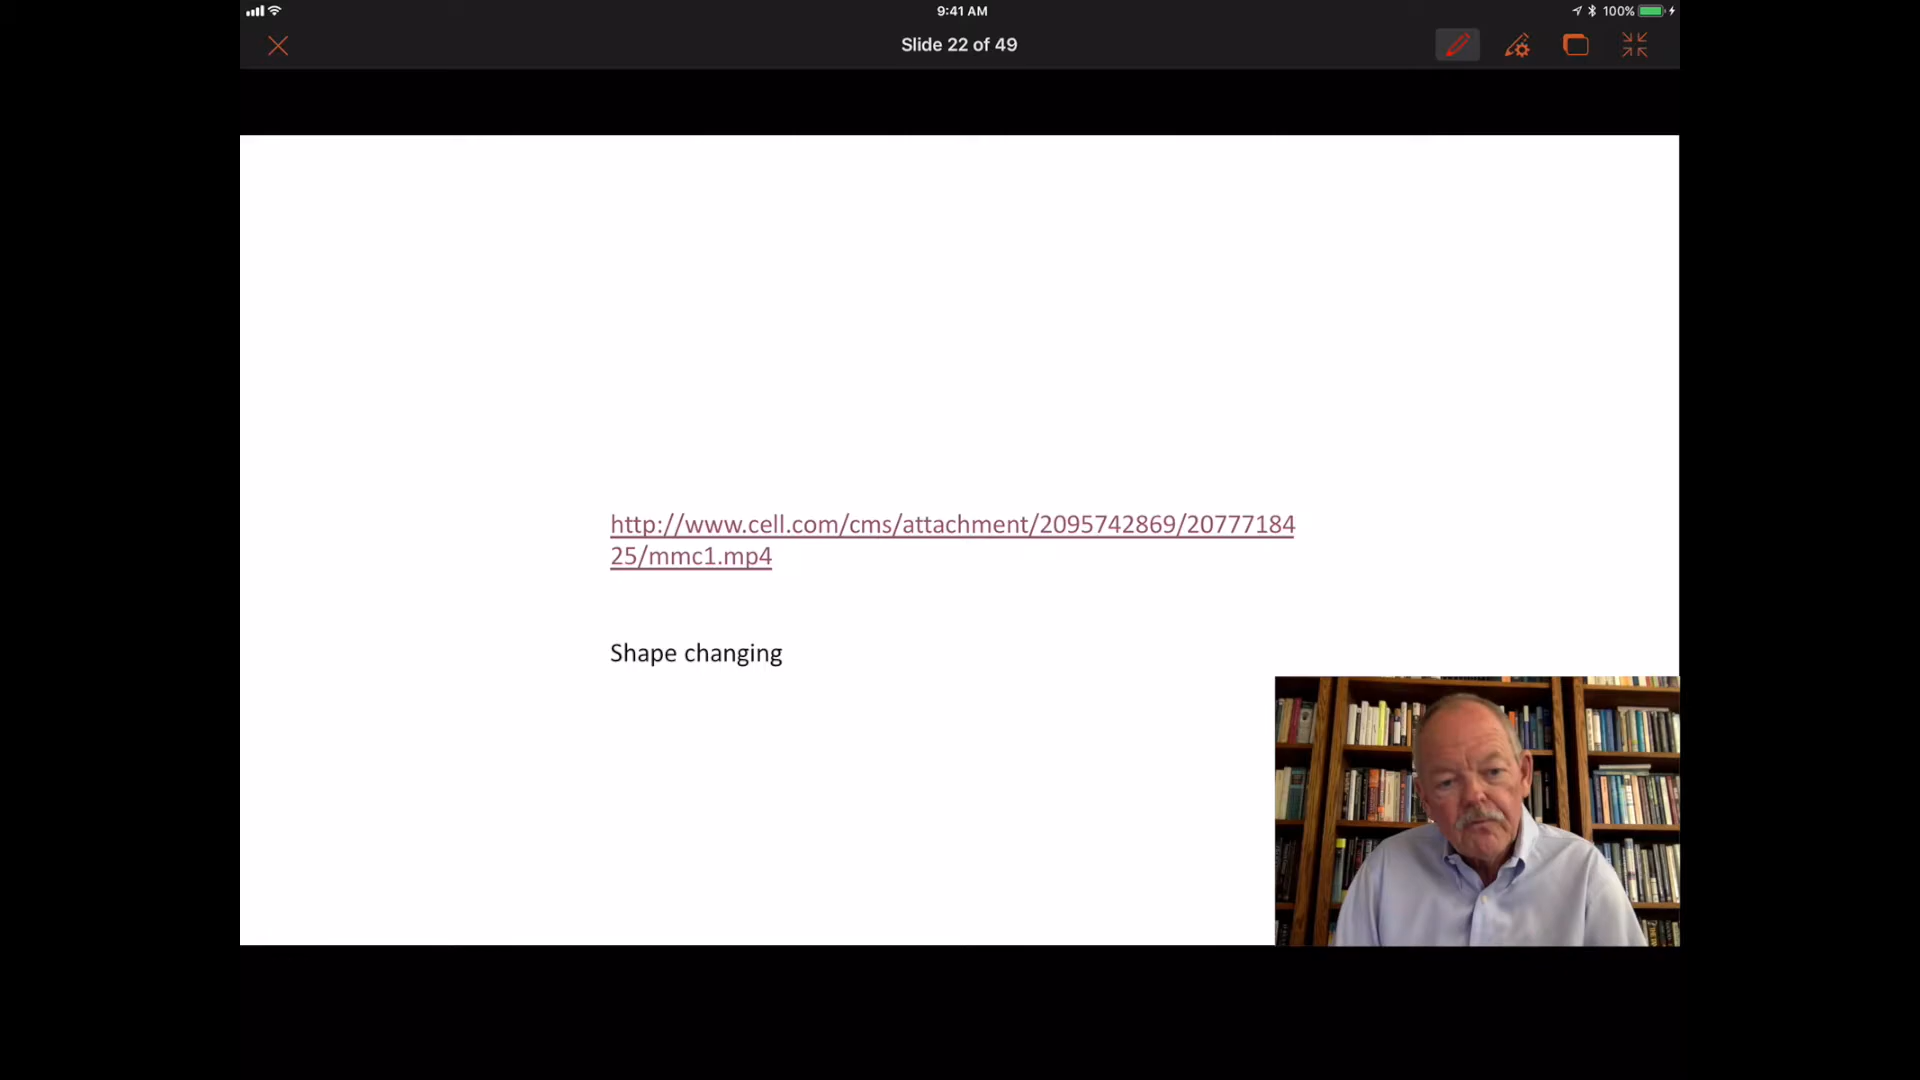 9:41 AM
100%
Slide 22 of 49
http://www.cell.com/cms/attachment/2095742869/20777184
25/mmc1.mp4
Shape changing